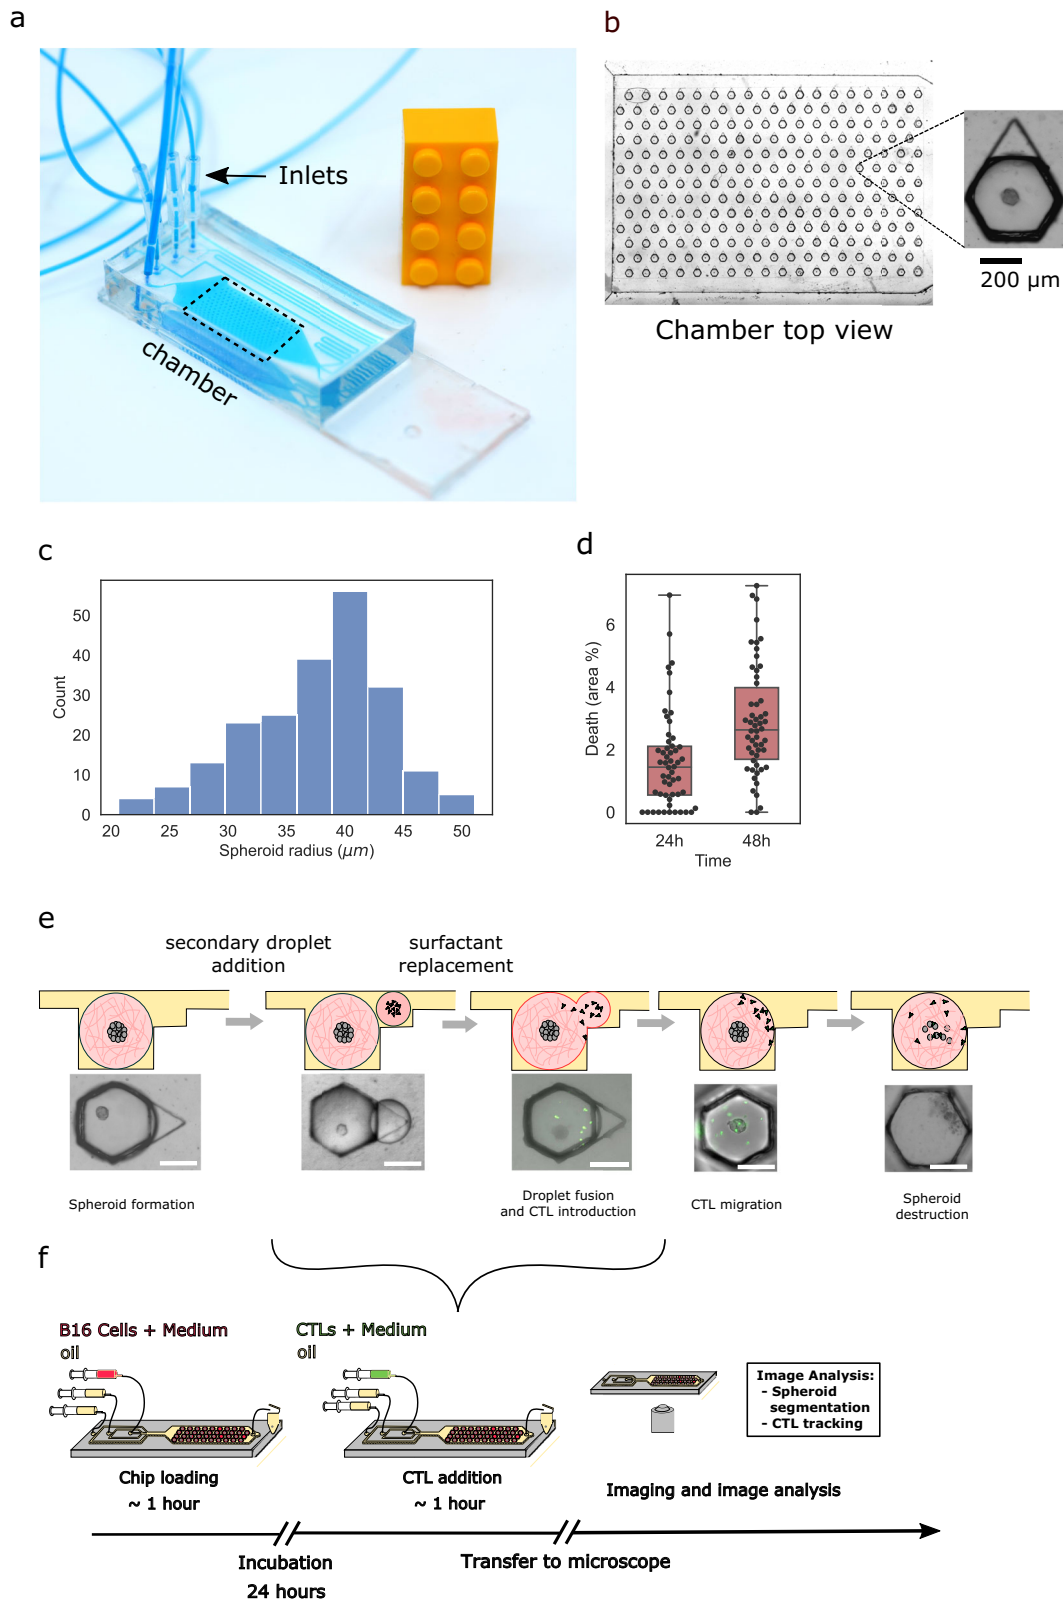 a
Inlets
chamber
b
200 µm
Chamber top view
c
Count
50
40
30
20
10
0
20 25 30 35 40 45 50
Spheroid radius (μm)
d
Death (area %)
6
4
2
0
24h 48h
Time
e
secondary droplet
addition
surfactant
replacement
Spheroid formation
Droplet fusion
and CTL introduction
CTL migration
Spheroid
destruction
f
B16 Cells + Medium
oil
CTLs + Medium
oil
Image Analysis:
- Spheroid
segmentation
- CTL tracking
Chip loading
~ 1 hour
CTL addition
~ 1 hour
Imaging and image analysis
Incubation
24 hours
Transfer to microscope